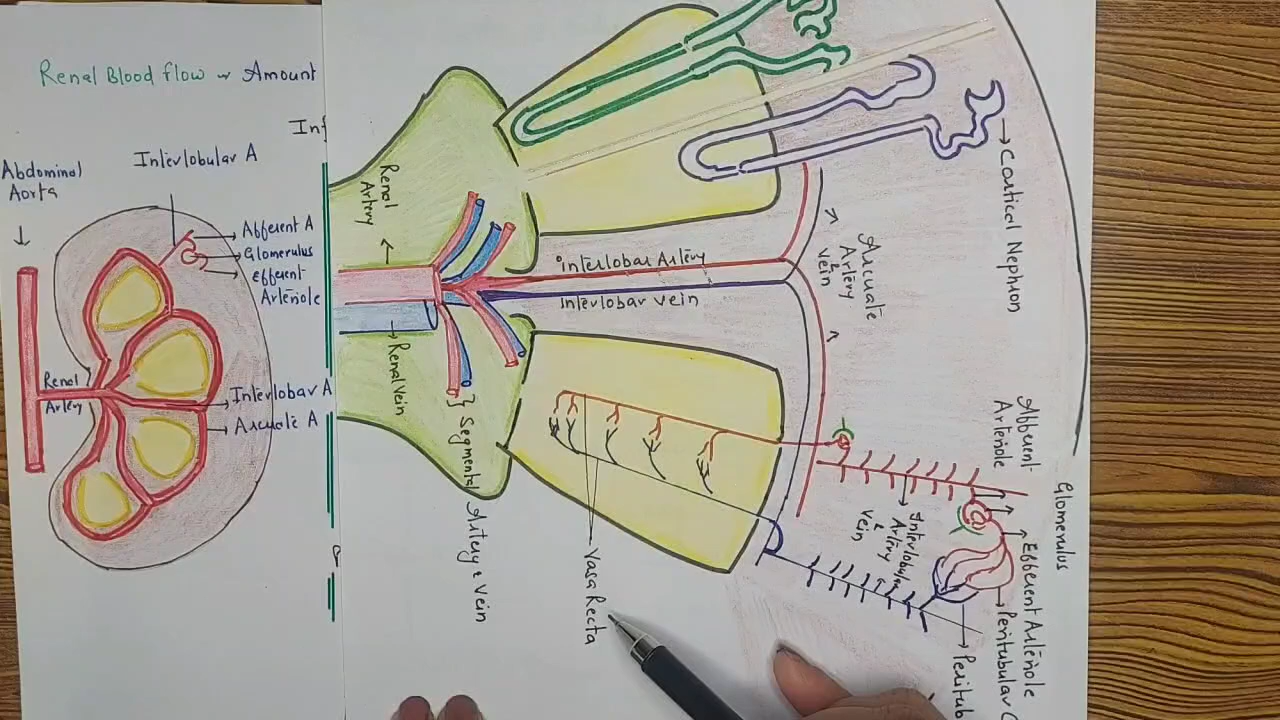 Renal Blood flow → Amount
Interlobular A
Abdominal
Aorta
Afferent A
Glomerulus
Efferent
Arteriole
Renal
Artery
Interlobar A
Arcuate A
Renal
Artery
Renal Vein
Segmental Artery & Vein
Interlobar Artery
Interlobar Vein
Arcuate
Artery
&
Vein
Cortical Nephron
Vasa Recta
Interlobular
Artery
&
Vein
Afferent
Arteriole
Glomerulus
Efferent Arteriole
Peritubular C
Peritub